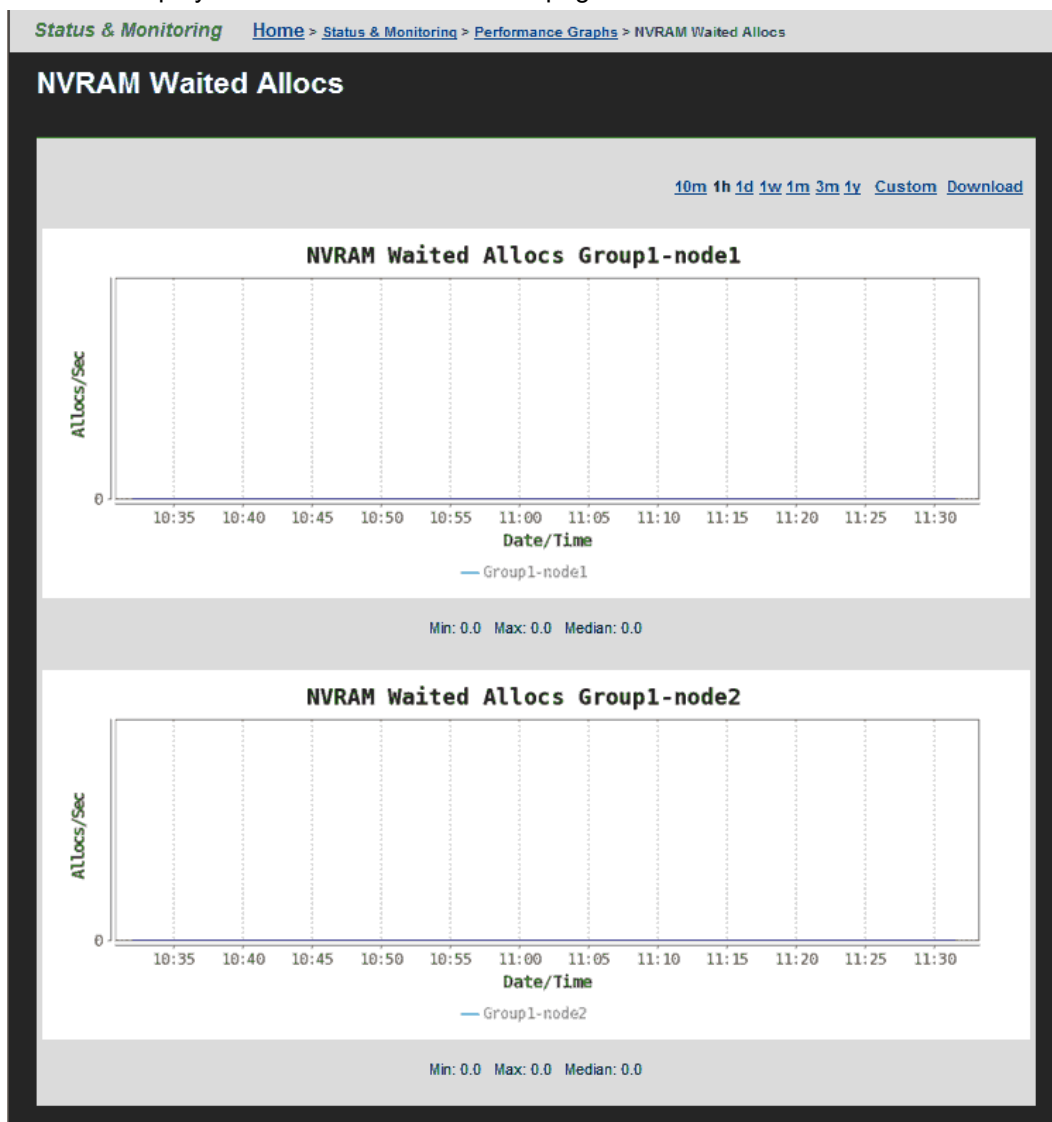 Status & Monitoring Home > Status & Monitoring > Performance Graphs > NVRAM Waited Allocs
NVRAM Waited Allocs
10m 1h 1d 1w 1m 3m 1y Custom Download
NVRAM Waited Allocs Group1-node1
Allocs/Sec
0
10:35 10:40 10:45 10:50 10:55 11:00 11:05 11:10 11:15 11:20 11:25 11:30
Date/Time
Group1-node1
Min: 0.0 Max: 0.0 Median: 0.0
NVRAM Waited Allocs Group1-node2
Allocs/Sec
0
10:35 10:40 10:45 10:50 10:55 11:00 11:05 11:10 11:15 11:20 11:25 11:30
Date/Time
Group1-node2
Min: 0.0 Max: 0.0 Median: 0.0